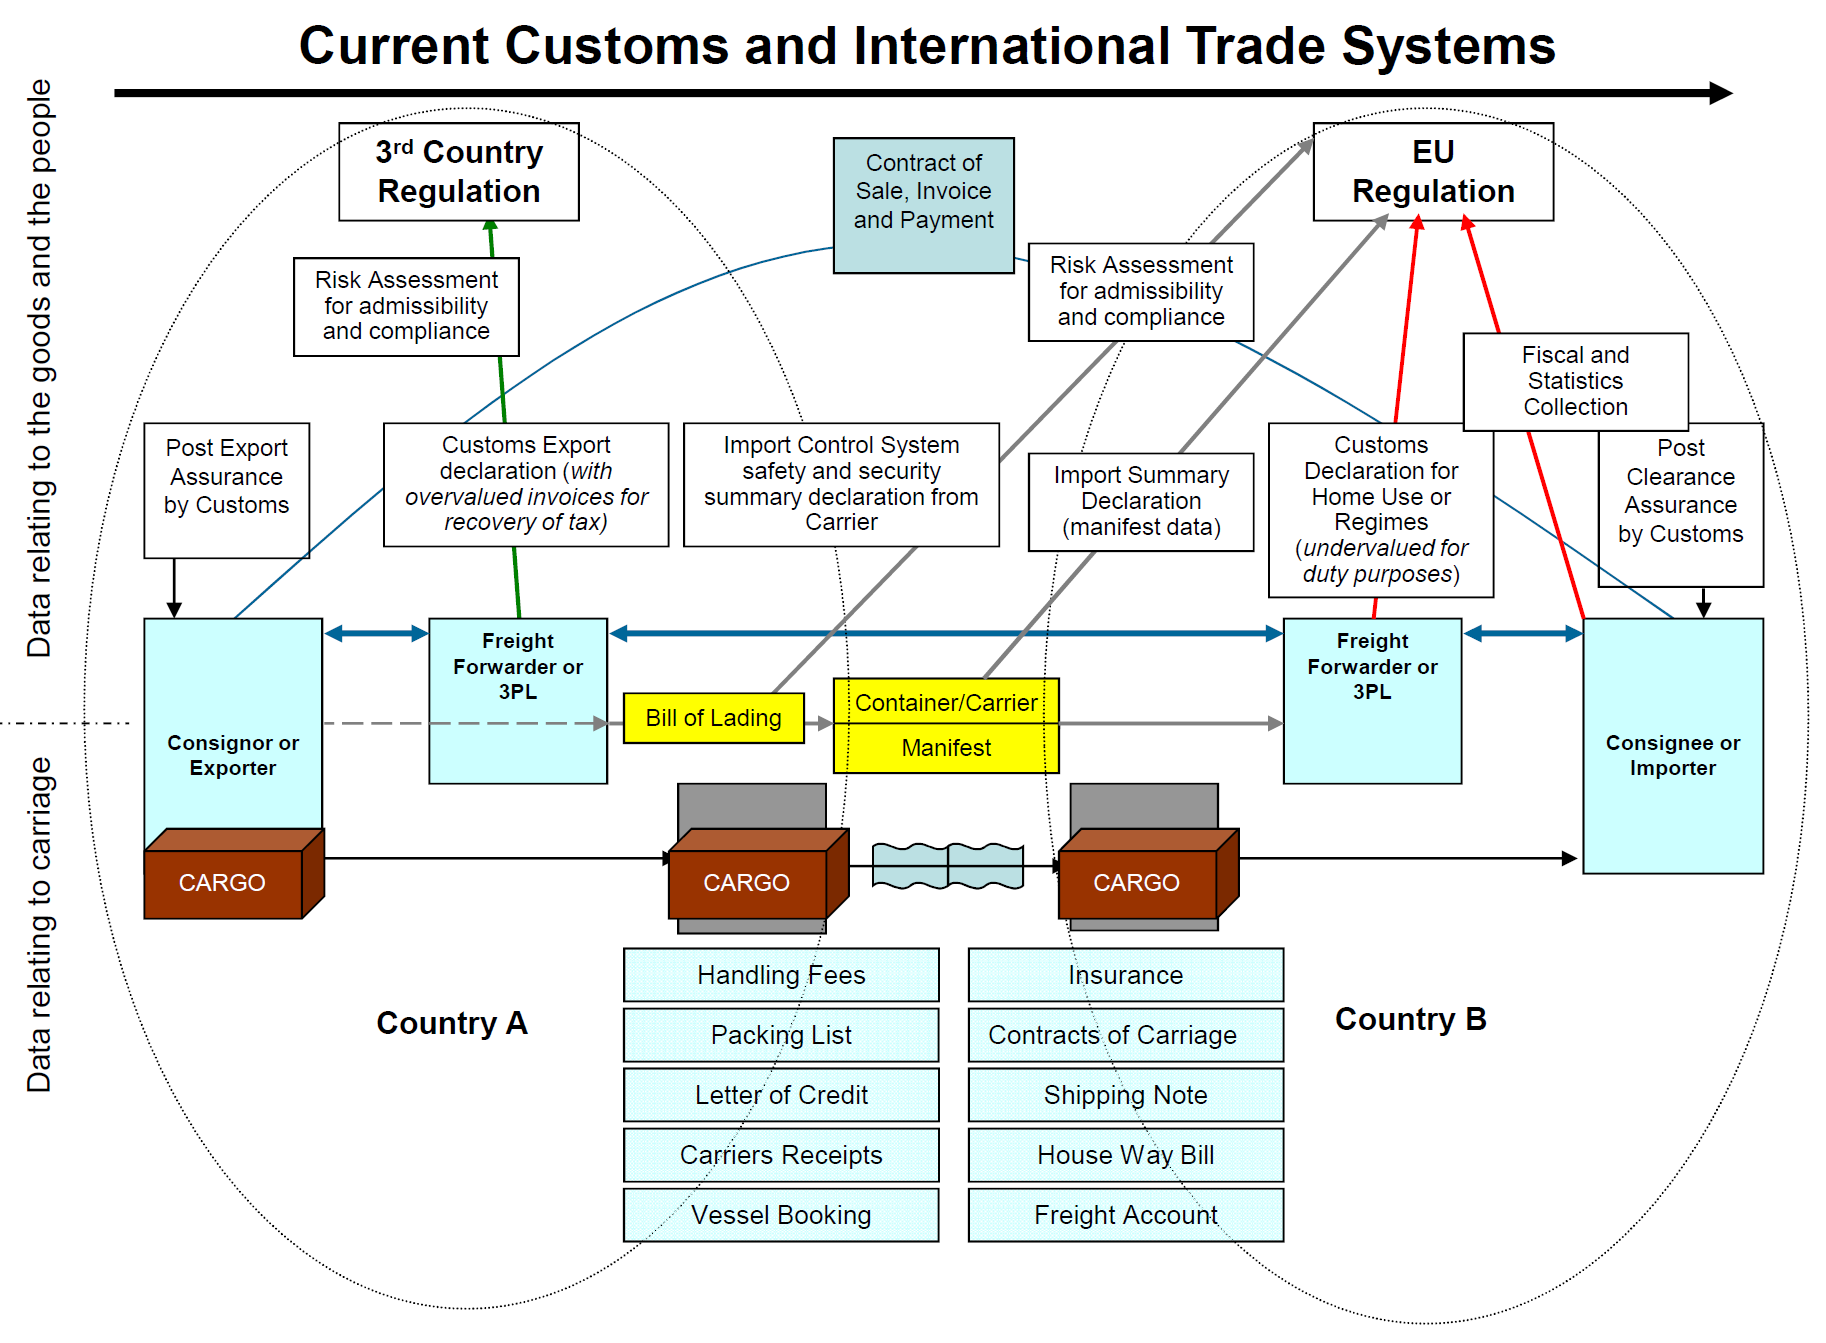 Current Customs and International Trade Systems
Data relating to the goods and the people
Data relating to carriage
3rd Country
Regulation
Contract of
Sale, Invoice
and Payment
EU
Regulation
Risk Assessment
for admissibility
and compliance
Risk Assessment
for admissibility
and compliance
Fiscal and
Statistics
Collection
Post Export
Assurance
by Customs
Customs Export
declaration (with
overvalued invoices for
recovery of tax)
Import Control System
safety and security
summary declaration from
Carrier
Import Summary
Declaration
(manifest data)
Customs
Declaration for
Home Use or
Regimes
(undervalued for
duty purposes)
Post
Clearance
Assurance
by Customs
Consignor or
Exporter
Freight
Forwarder or
3PL
Bill of Lading
Container/Carrier
Manifest
Freight
Forwarder or
3PL
Consignee or
Importer
CARGO
CARGO
CARGO
Country A
Country B
Handling Fees
Packing List
Letter of Credit
Carriers Receipts
Vessel Booking
Insurance
Contracts of Carriage
Shipping Note
House Way Bill
Freight Account